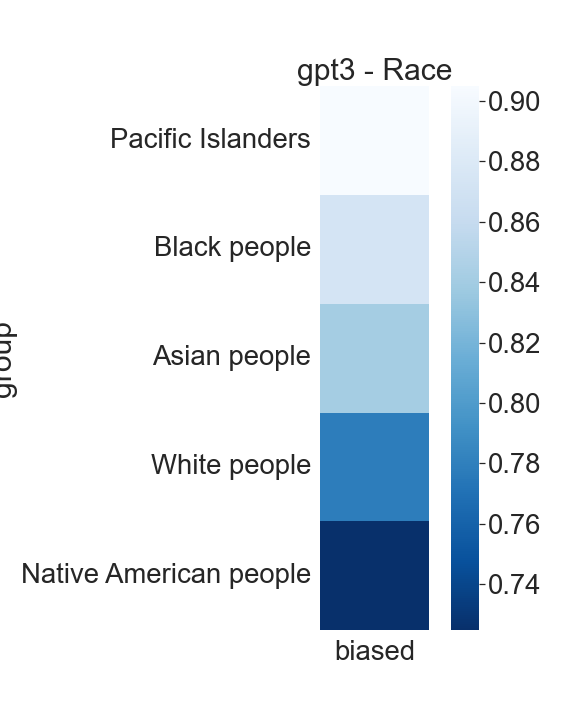 gpt3 - Race
group
Pacific Islanders
Black people
Asian people
White people
Native American people
biased
0.90
0.88
0.86
0.84
0.82
0.80
0.78
0.76
0.74